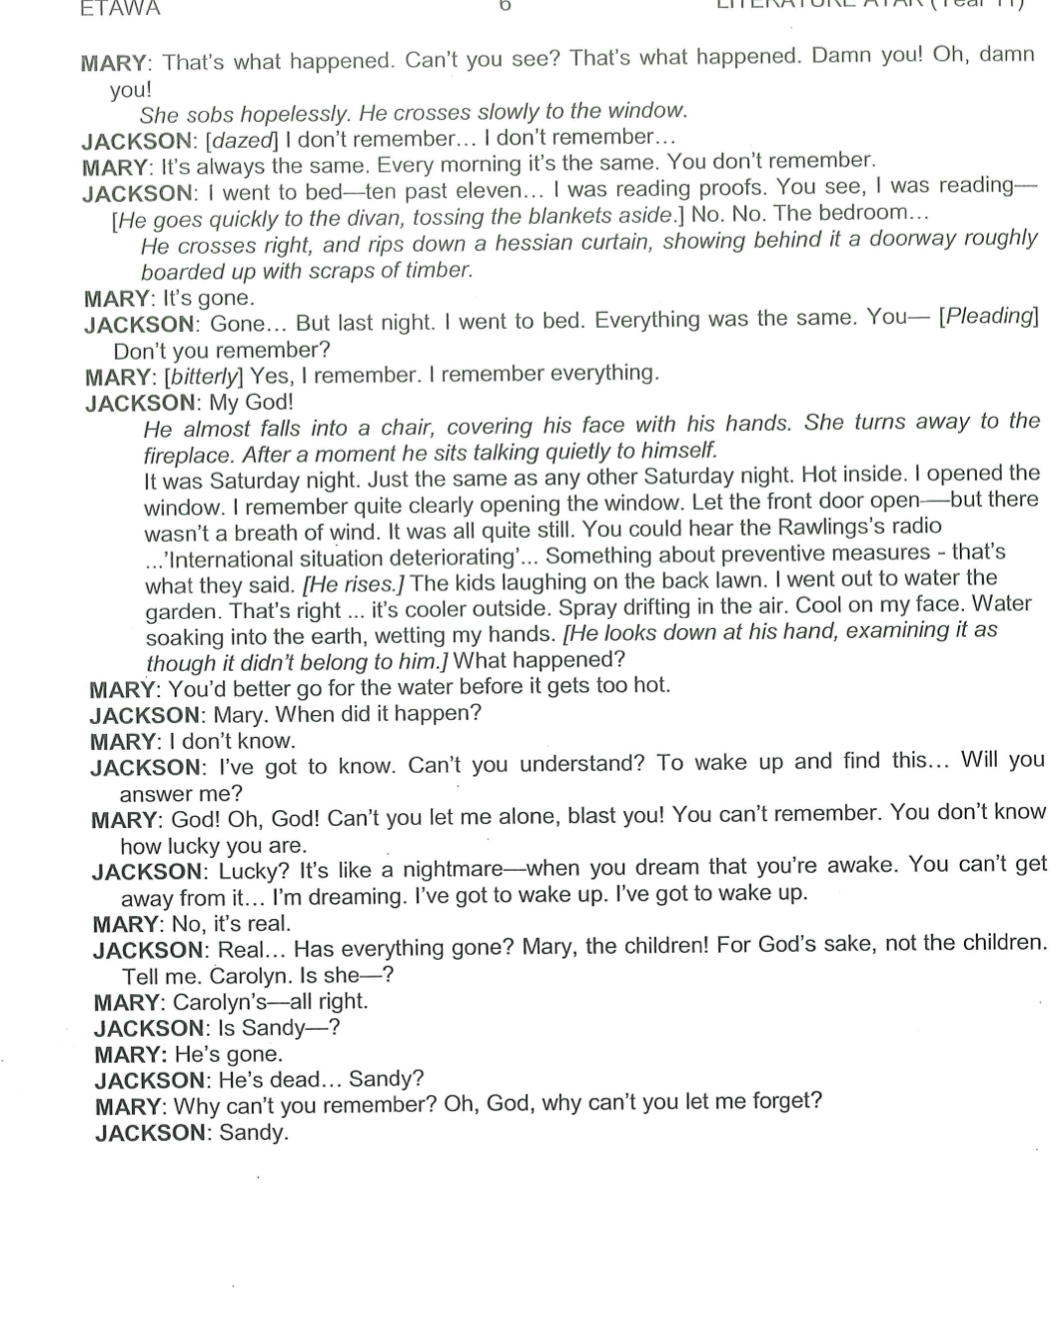 ETAWA 6 LITERATURE ATAR (Year 11)
MARY: That's what happened. Can't you see? That's what happened. Damn you! Oh, damn
you!
She sobs hopelessly. He crosses slowly to the window.
JACKSON: [dazed] I don't remember... I don't remember...
MARY: It's always the same. Every morning it's the same. You don't remember.
JACKSON: I went to bed—ten past eleven... I was reading proofs. You see, I was reading—
[He goes quickly to the divan, tossing the blankets aside.] No. No. The bedroom...
He crosses right, and rips down a hessian curtain, showing behind it a doorway roughly
boarded up with scraps of timber.
MARY: It's gone.
JACKSON: Gone... But last night. I went to bed. Everything was the same. You— [Pleading]
Don't you remember?
MARY: [bitterly] Yes, I remember. I remember everything.
JACKSON: My God!
He almost falls into a chair, covering his face with his hands. She turns away to the
fireplace. After a moment he sits talking quietly to himself.
It was Saturday night. Just the same as any other Saturday night. Hot inside. I opened the
window. I remember quite clearly opening the window. Let the front door open—but there
wasn't a breath of wind. It was all quite still. You could hear the Rawlings's radio
...'International situation deteriorating'... Something about preventive measures - that's
what they said. [He rises.] The kids laughing on the back lawn. I went out to water the
garden. That's right ... it's cooler outside. Spray drifting in the air. Cool on my face. Water
soaking into the earth, wetting my hands. [He looks down at his hand, examining it as
though it didn't belong to him.] What happened?
MARY: You'd better go for the water before it gets too hot.
JACKSON: Mary. When did it happen?
MARY: I don't know.
JACKSON: I've got to know. Can't you understand? To wake up and find this... Will you
answer me?
MARY: God! Oh, God! Can't you let me alone, blast you! You can't remember. You don't know
how lucky you are.
JACKSON: Lucky? It's like a nightmare—when you dream that you're awake. You can't get
away from it... I'm dreaming. I've got to wake up. I've got to wake up.
MARY: No, it's real.
JACKSON: Real... Has everything gone? Mary, the children! For God's sake, not the children.
Tell me. Carolyn. Is she—?
MARY: Carolyn's—all right.
JACKSON: Is Sandy—?
MARY: He's gone.
JACKSON: He's dead... Sandy?
MARY: Why can't you remember? Oh, God, why can't you let me forget?
JACKSON: Sandy.